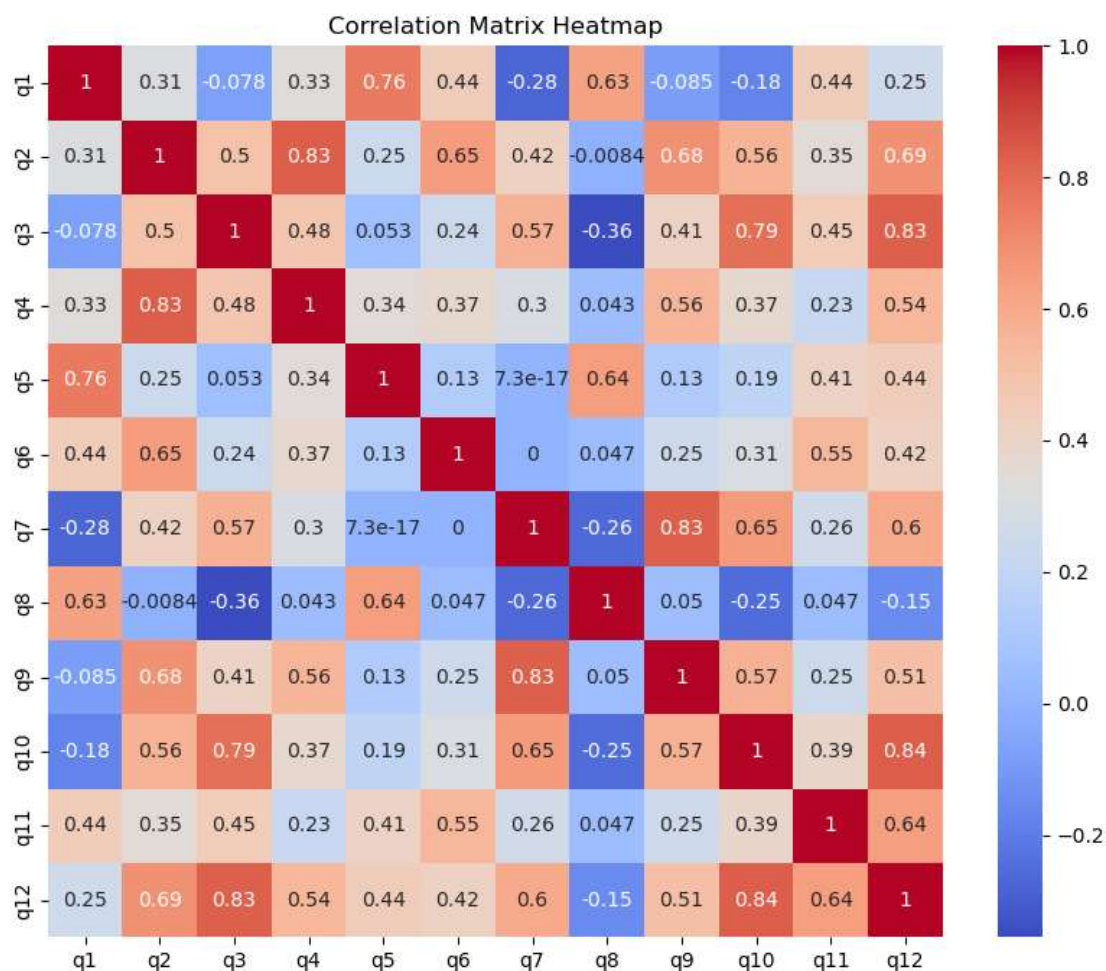 Correlation Matrix Heatmap
q1 1 0.31 -0.078 0.33 0.76 0.44 -0.28 0.63 -0.085 -0.18 0.44 0.25
q2 0.31 1 0.5 0.83 0.25 0.65 0.42 -0.0084 0.68 0.56 0.35 0.69
q3 -0.078 0.5 1 0.48 0.053 0.24 0.57 -0.36 0.41 0.79 0.45 0.83
q4 0.33 0.83 0.48 1 0.34 0.37 0.3 0.043 0.56 0.37 0.23 0.54
q5 0.76 0.25 0.053 0.34 1 0.13 7.3e-17 0.64 0.13 0.19 0.41 0.44
q6 0.44 0.65 0.24 0.37 0.13 1 0 0.047 0.25 0.31 0.55 0.42
q7 -0.28 0.42 0.57 0.3 7.3e-17 0 1 -0.26 0.83 0.65 0.26 0.6
q8 0.63 -0.0084 -0.36 0.043 0.64 0.047 -0.26 1 0.05 -0.25 0.047 -0.15
q9 -0.085 0.68 0.41 0.56 0.13 0.25 0.83 0.05 1 0.57 0.25 0.51
q10 -0.18 0.56 0.79 0.37 0.19 0.31 0.65 -0.25 0.57 1 0.39 0.84
q11 0.44 0.35 0.45 0.23 0.41 0.55 0.26 0.047 0.25 0.39 1 0.64
q12 0.25 0.69 0.83 0.54 0.44 0.42 0.6 -0.15 0.51 0.84 0.64 1
q1 q2 q3 q4 q5 q6 q7 q8 q9 q10 q11 q12
1.0
0.8
0.6
0.4
0.2
0.0
−0.2